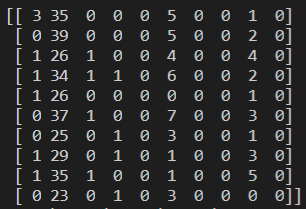 [[ 3 35  0  0  0  5  0  0  1  0]
 [ 0 39  0  0  0  5  0  0  2  0]
 [ 1 26  1  0  0  4  0  0  4  0]
 [ 1 34  1  1  0  6  0  0  2  0]
 [ 1 26  0  0  0  0  0  0  1  0]
 [ 0 37  1  0  0  7  0  0  3  0]
 [ 0 25  0  1  0  3  0  0  1  0]
 [ 1 29  0  1  0  1  0  0  3  0]
 [ 1 35  1  0  0  1  0  0  5  0]
 [ 0 23  0  1  0  3  0  0  0  0]]